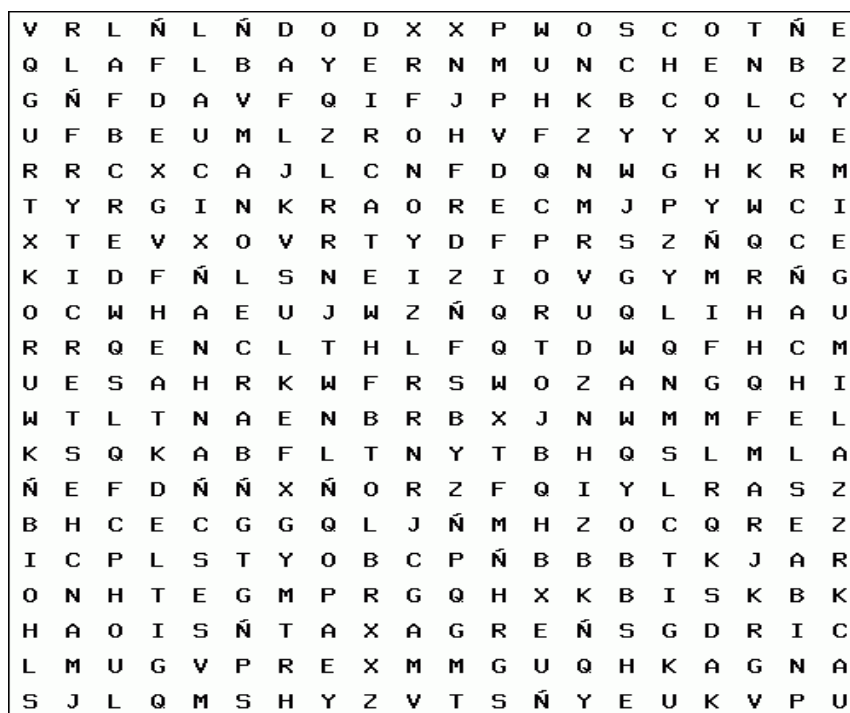 V R L Ñ L Ñ D O D X X P W O S C O T Ñ E
Q L A F L B A Y E R N M U N C H E N B Z
G Ñ F D A V F Q I F J P H K B C O L C Y
U F B E U M L Z R O H V F Z Y Y X U W E
R R C X C A J L C N F D Q N W G H K R M
T Y R G I N K R A O R E C M J P Y W C I
X T E V X O V R T Y D F P R S Z Ñ Q C E
K I D F Ñ L S N E I Z I O V G Y M R Ñ G
O C W H A E U J W Z Ñ Q R U Q L I H A U
R R Q E N C L T H L F Q T D W Q F H C M
U E S A H R K W F R S W O Z A N G Q H I
W T L T N A E N B R B X J N W M M F E L
K S Q K A B F L T N Y T B H Q S L M L A
Ñ E F D Ñ Ñ X Ñ O R Z F Q I Y L R A S Z
B H C E C G G Q L J Ñ M H Z O C Q R E Z
I C P L S T Y O B C P Ñ B B B T K J A R
O N H T E G M P R G Q H X K B I S K B K
H A O I S Ñ T A X A G R E Ñ S G D R I C
L M U G V P R E X M M G U Q H K A G N A
S J L Q M S H Y Z V T S Ñ Y E U K V P U